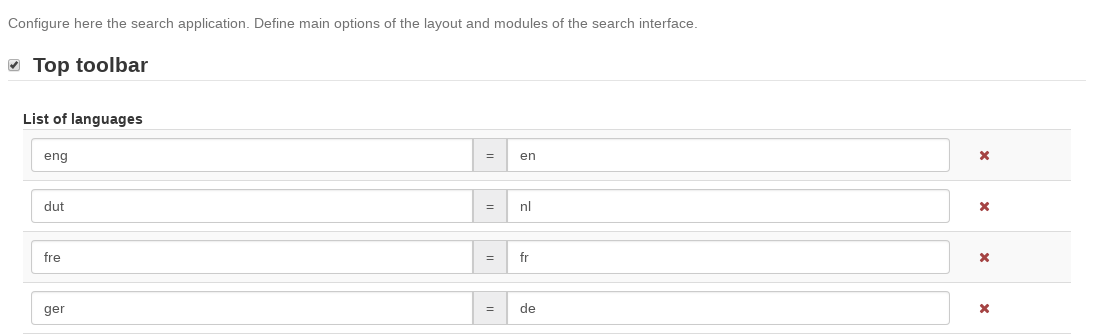 Configure here the search application. Define main options of the layout and modules of the search interface.
Top toolbar
List of languages
eng = en
dut = nl
fre = fr
ger = de